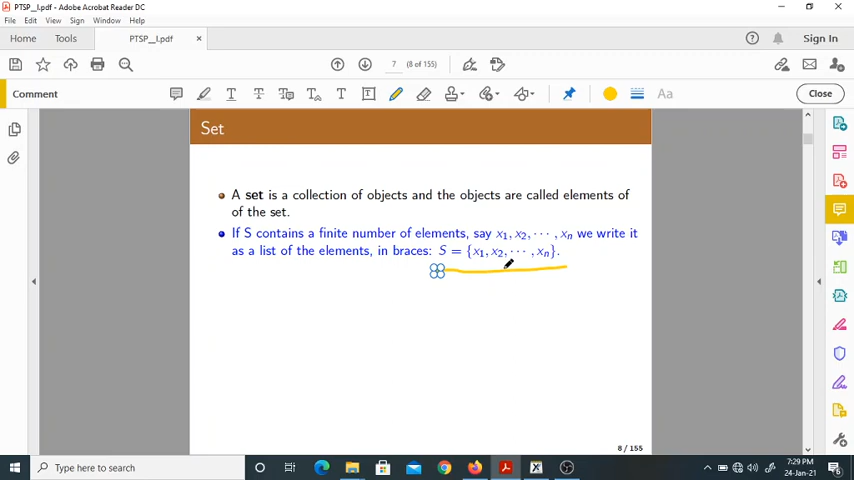 PTSP__I.pdf - Adobe Acrobat Reader DC
File Edit View Sign Window Help
Home Tools PTSP__I.pdf × Sign In
7 (8 of 155)
Comment Aa Close
Set
A set is a collection of objects and the objects are called elements of
of the set.
If S contains a finite number of elements, say x₁, x₂, ⋯ , xₙ we write it
as a list of the elements, in braces: S = {x₁, x₂, ⋯ , xₙ}.
8 / 155
Type here to search
7:29 PM
24-Jan-21